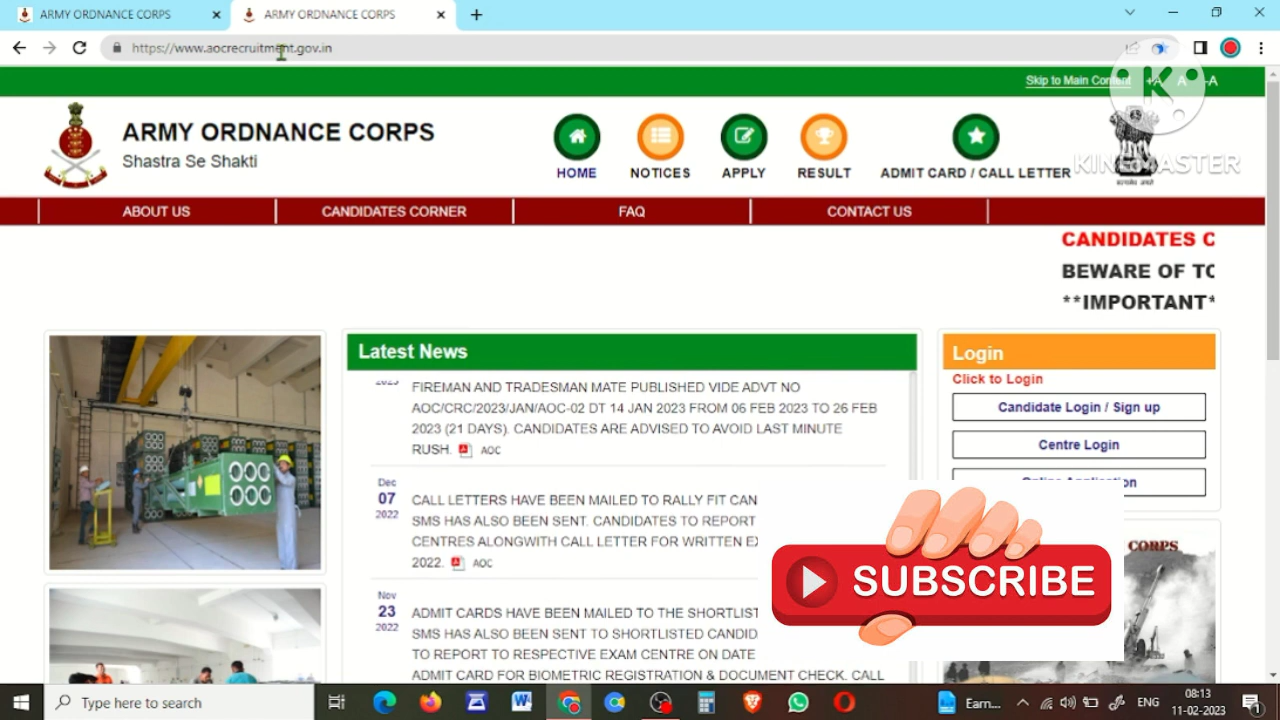 ARMY ORDNANCE CORPS
ARMY ORDNANCE CORPS
https://www.aocrecruitment.gov.in
Skip to Main Content +A A -A
ARMY ORDNANCE CORPS
Shastra Se Shakti
HOME
NOTICES
APPLY
RESULT
ADMIT CARD / CALL LETTER
K
KINEMASTER
ABOUT US
CANDIDATES CORNER
FAQ
CONTACT US
CANDIDATES C
BEWARE OF TO
**IMPORTANT*
Latest News
2023
FIREMAN AND TRADESMAN MATE PUBLISHED VIDE ADVT NO
AOC/CRC/2023/JAN/AOC-02 DT 14 JAN 2023 FROM 06 FEB 2023 TO 26 FEB
2023 (21 DAYS). CANDIDATES ARE ADVISED TO AVOID LAST MINUTE
RUSH. AOC
Dec
07
2022
CALL LETTERS HAVE BEEN MAILED TO RALLY FIT CAN
SMS HAS ALSO BEEN SENT. CANDIDATES TO REPORT
CENTRES ALONGWITH CALL LETTER FOR WRITTEN EX
2022. AOC
Nov
23
2022
ADMIT CARDS HAVE BEEN MAILED TO THE SHORTLIST
SMS HAS ALSO BEEN SENT TO SHORTLISTED CANDID
TO REPORT TO RESPECTIVE EXAM CENTRE ON DATE
ADMIT CARD FOR BIOMETRIC REGISTRATION & DOCUMENT CHECK. CALL
Login
Click to Login
Candidate Login / Sign up
Centre Login
Online Application
CORPS
SUBSCRIBE
Type here to search
Earn...
ENG
08:13
11-02-2023
1